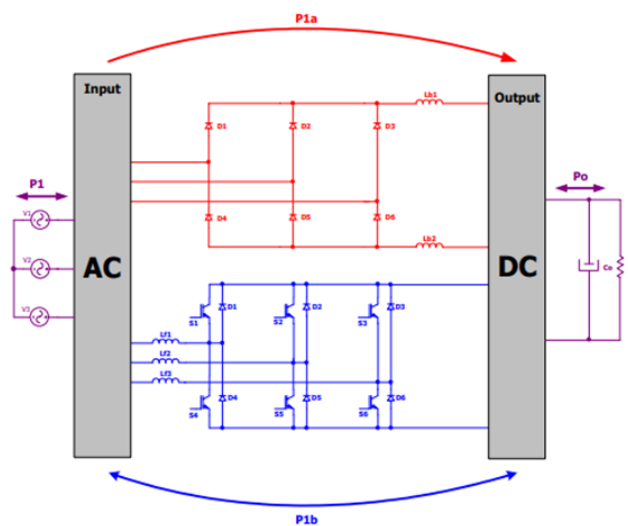 P1a
Input
Output
Lb1
D1
D2
D3
P1
Po
V1
D4
D5
D6
Lb2
AC
V2
DC
Co
D1
D2
D3
S1
S2
S3
V3
Lf1
Lf2
Lf3
D4
D5
D6
S4
S5
S6
P1b